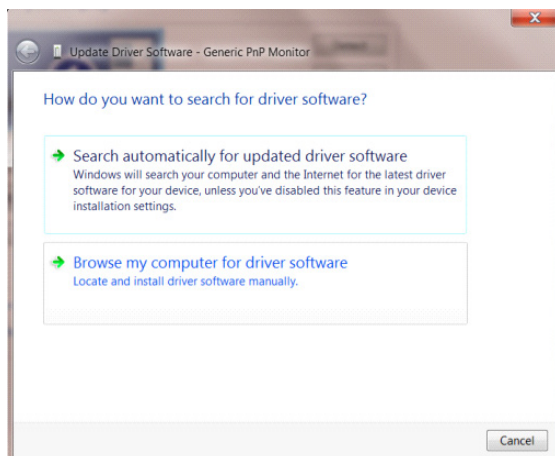 Update Driver Software - Generic PnP Monitor
How do you want to search for driver software?
Search automatically for updated driver software
Windows will search your computer and the Internet for the latest driver
software for your device, unless you've disabled this feature in your device
installation settings.
Browse my computer for driver software
Locate and install driver software manually.
Cancel